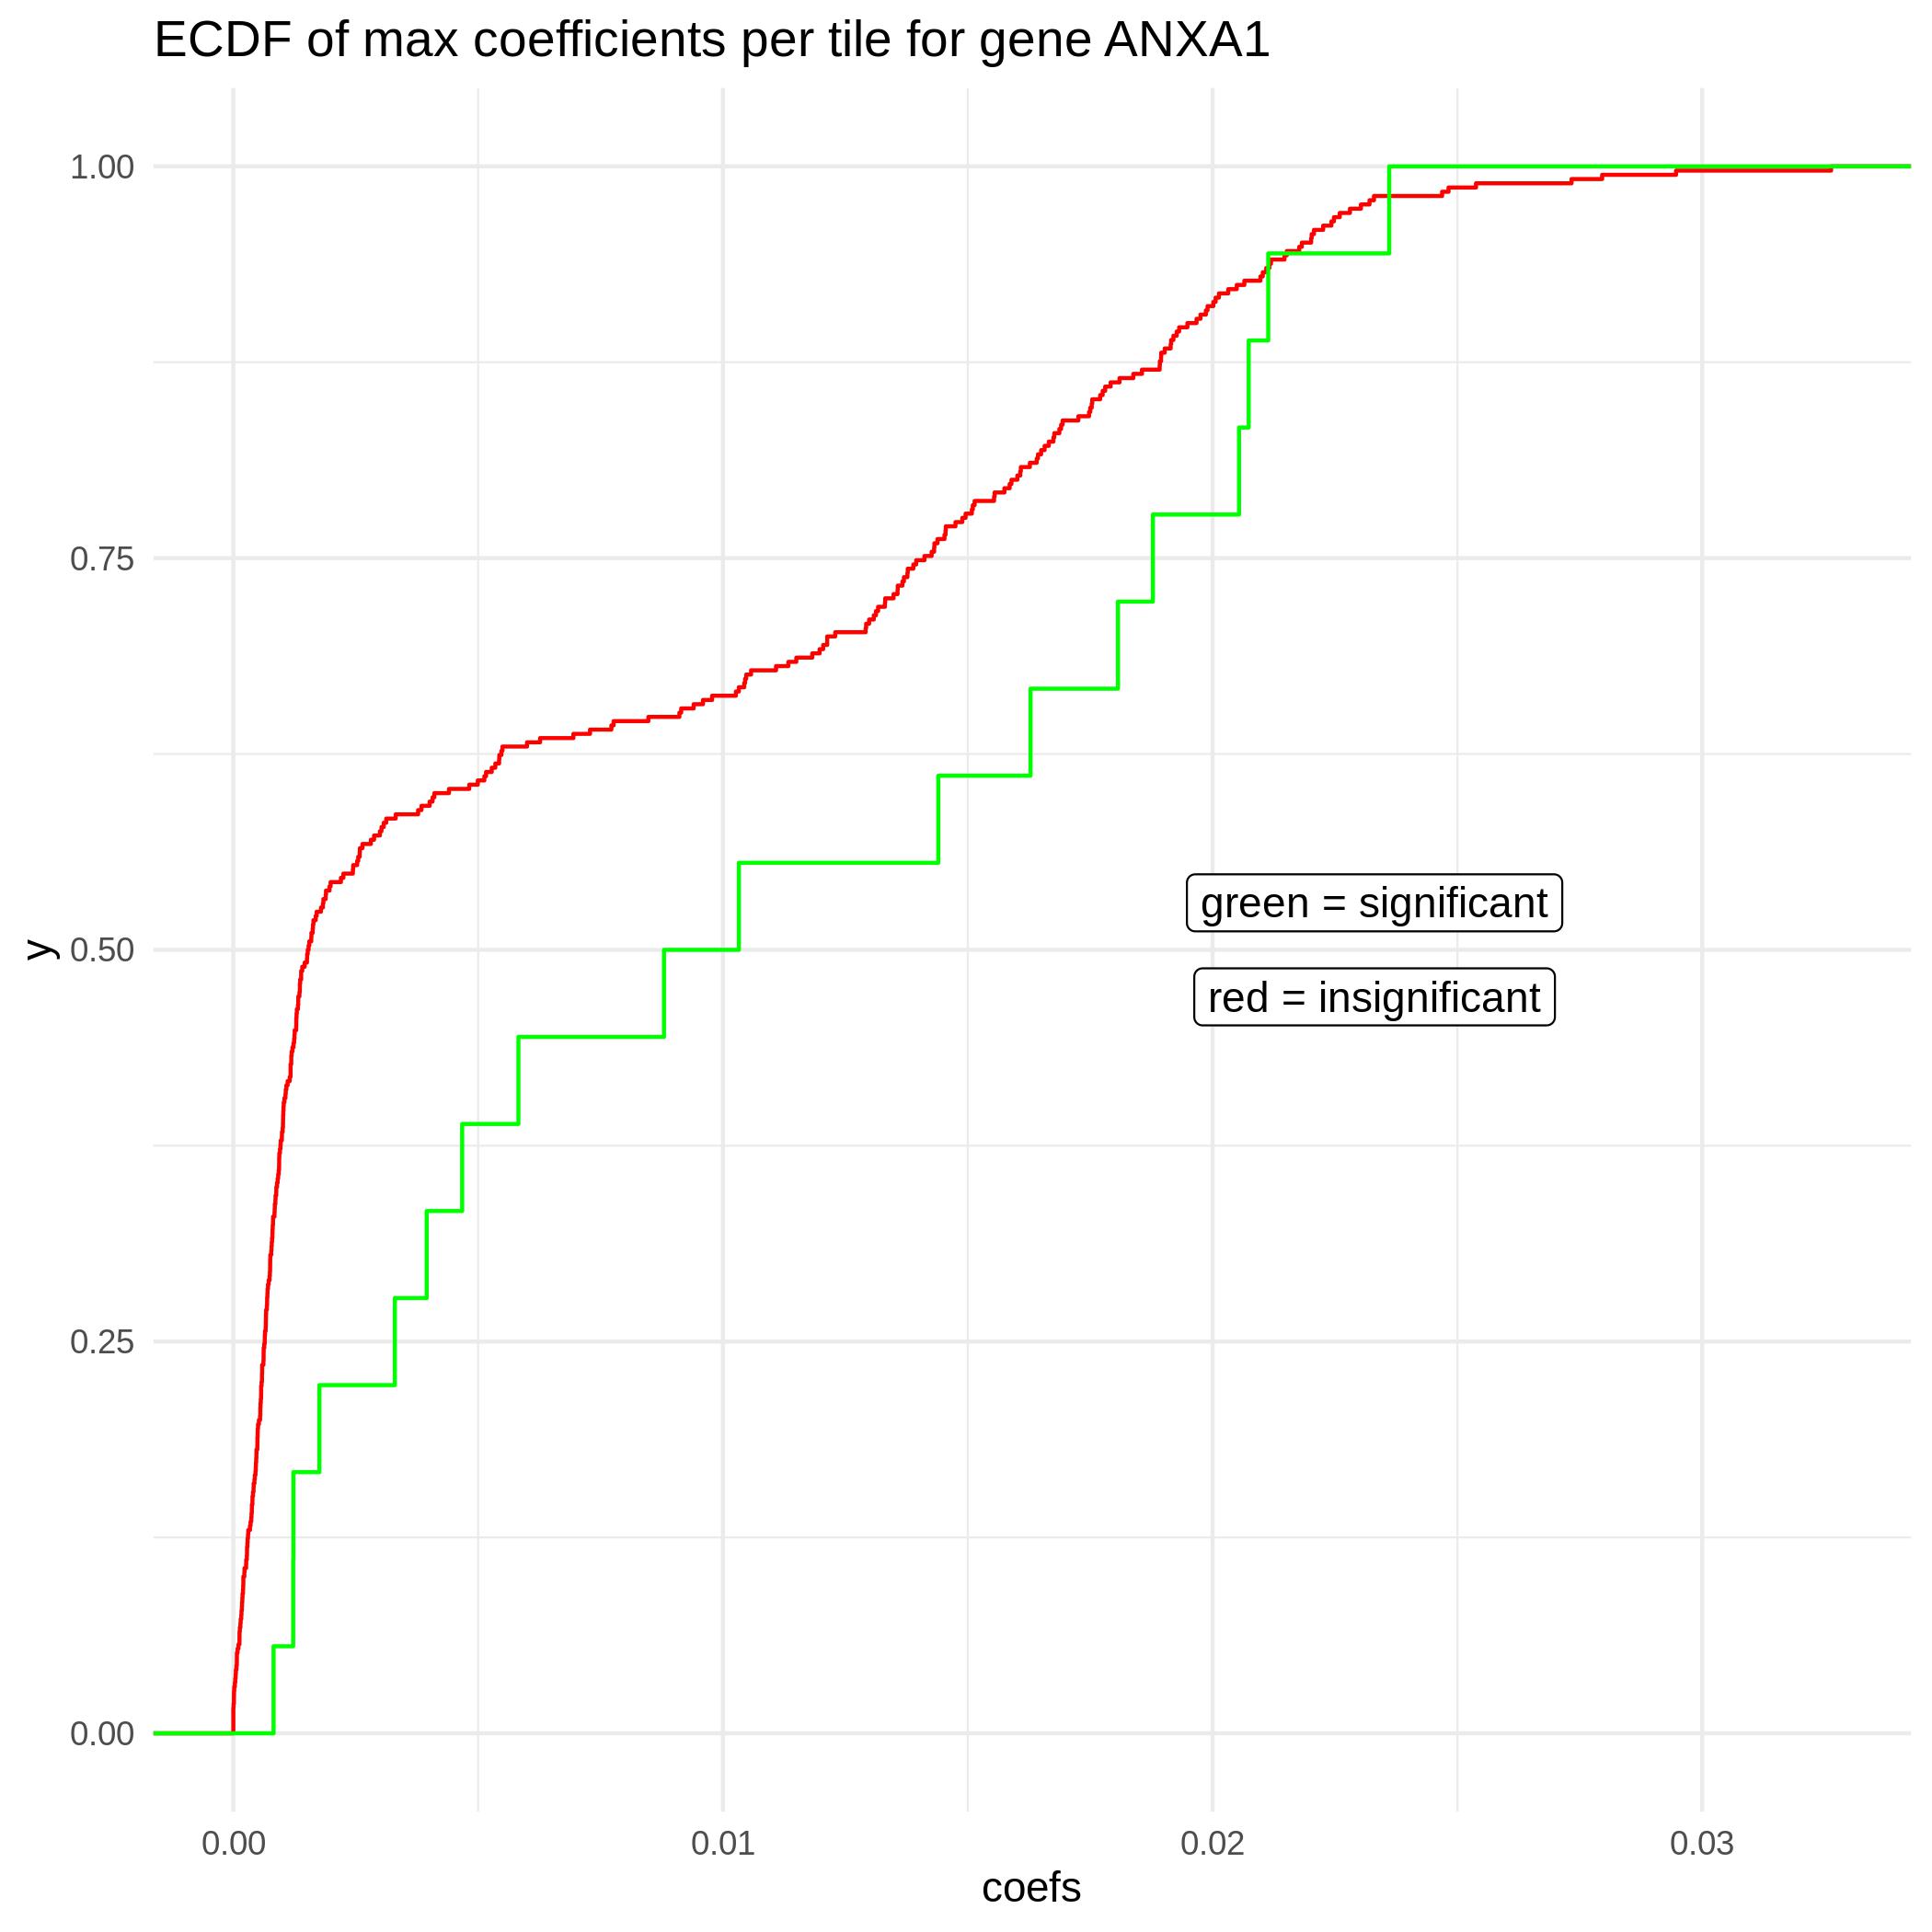 ECDF of max coefficients per tile for gene ANXA1
1.00
0.75
0.50
0.25
0.00
y
green = significant
red = insignificant
0.00 0.01 0.02 0.03
coefs